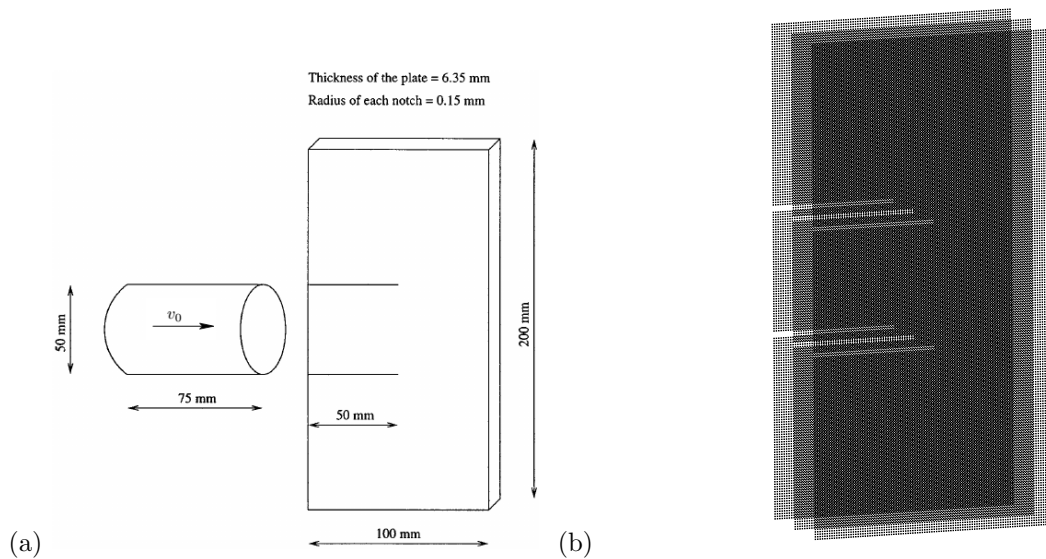 Thickness of the plate = 6.35 mm
Radius of each notch = 0.15 mm
v₀
50 mm
75 mm
50 mm
200 mm
100 mm
(a)
(b)